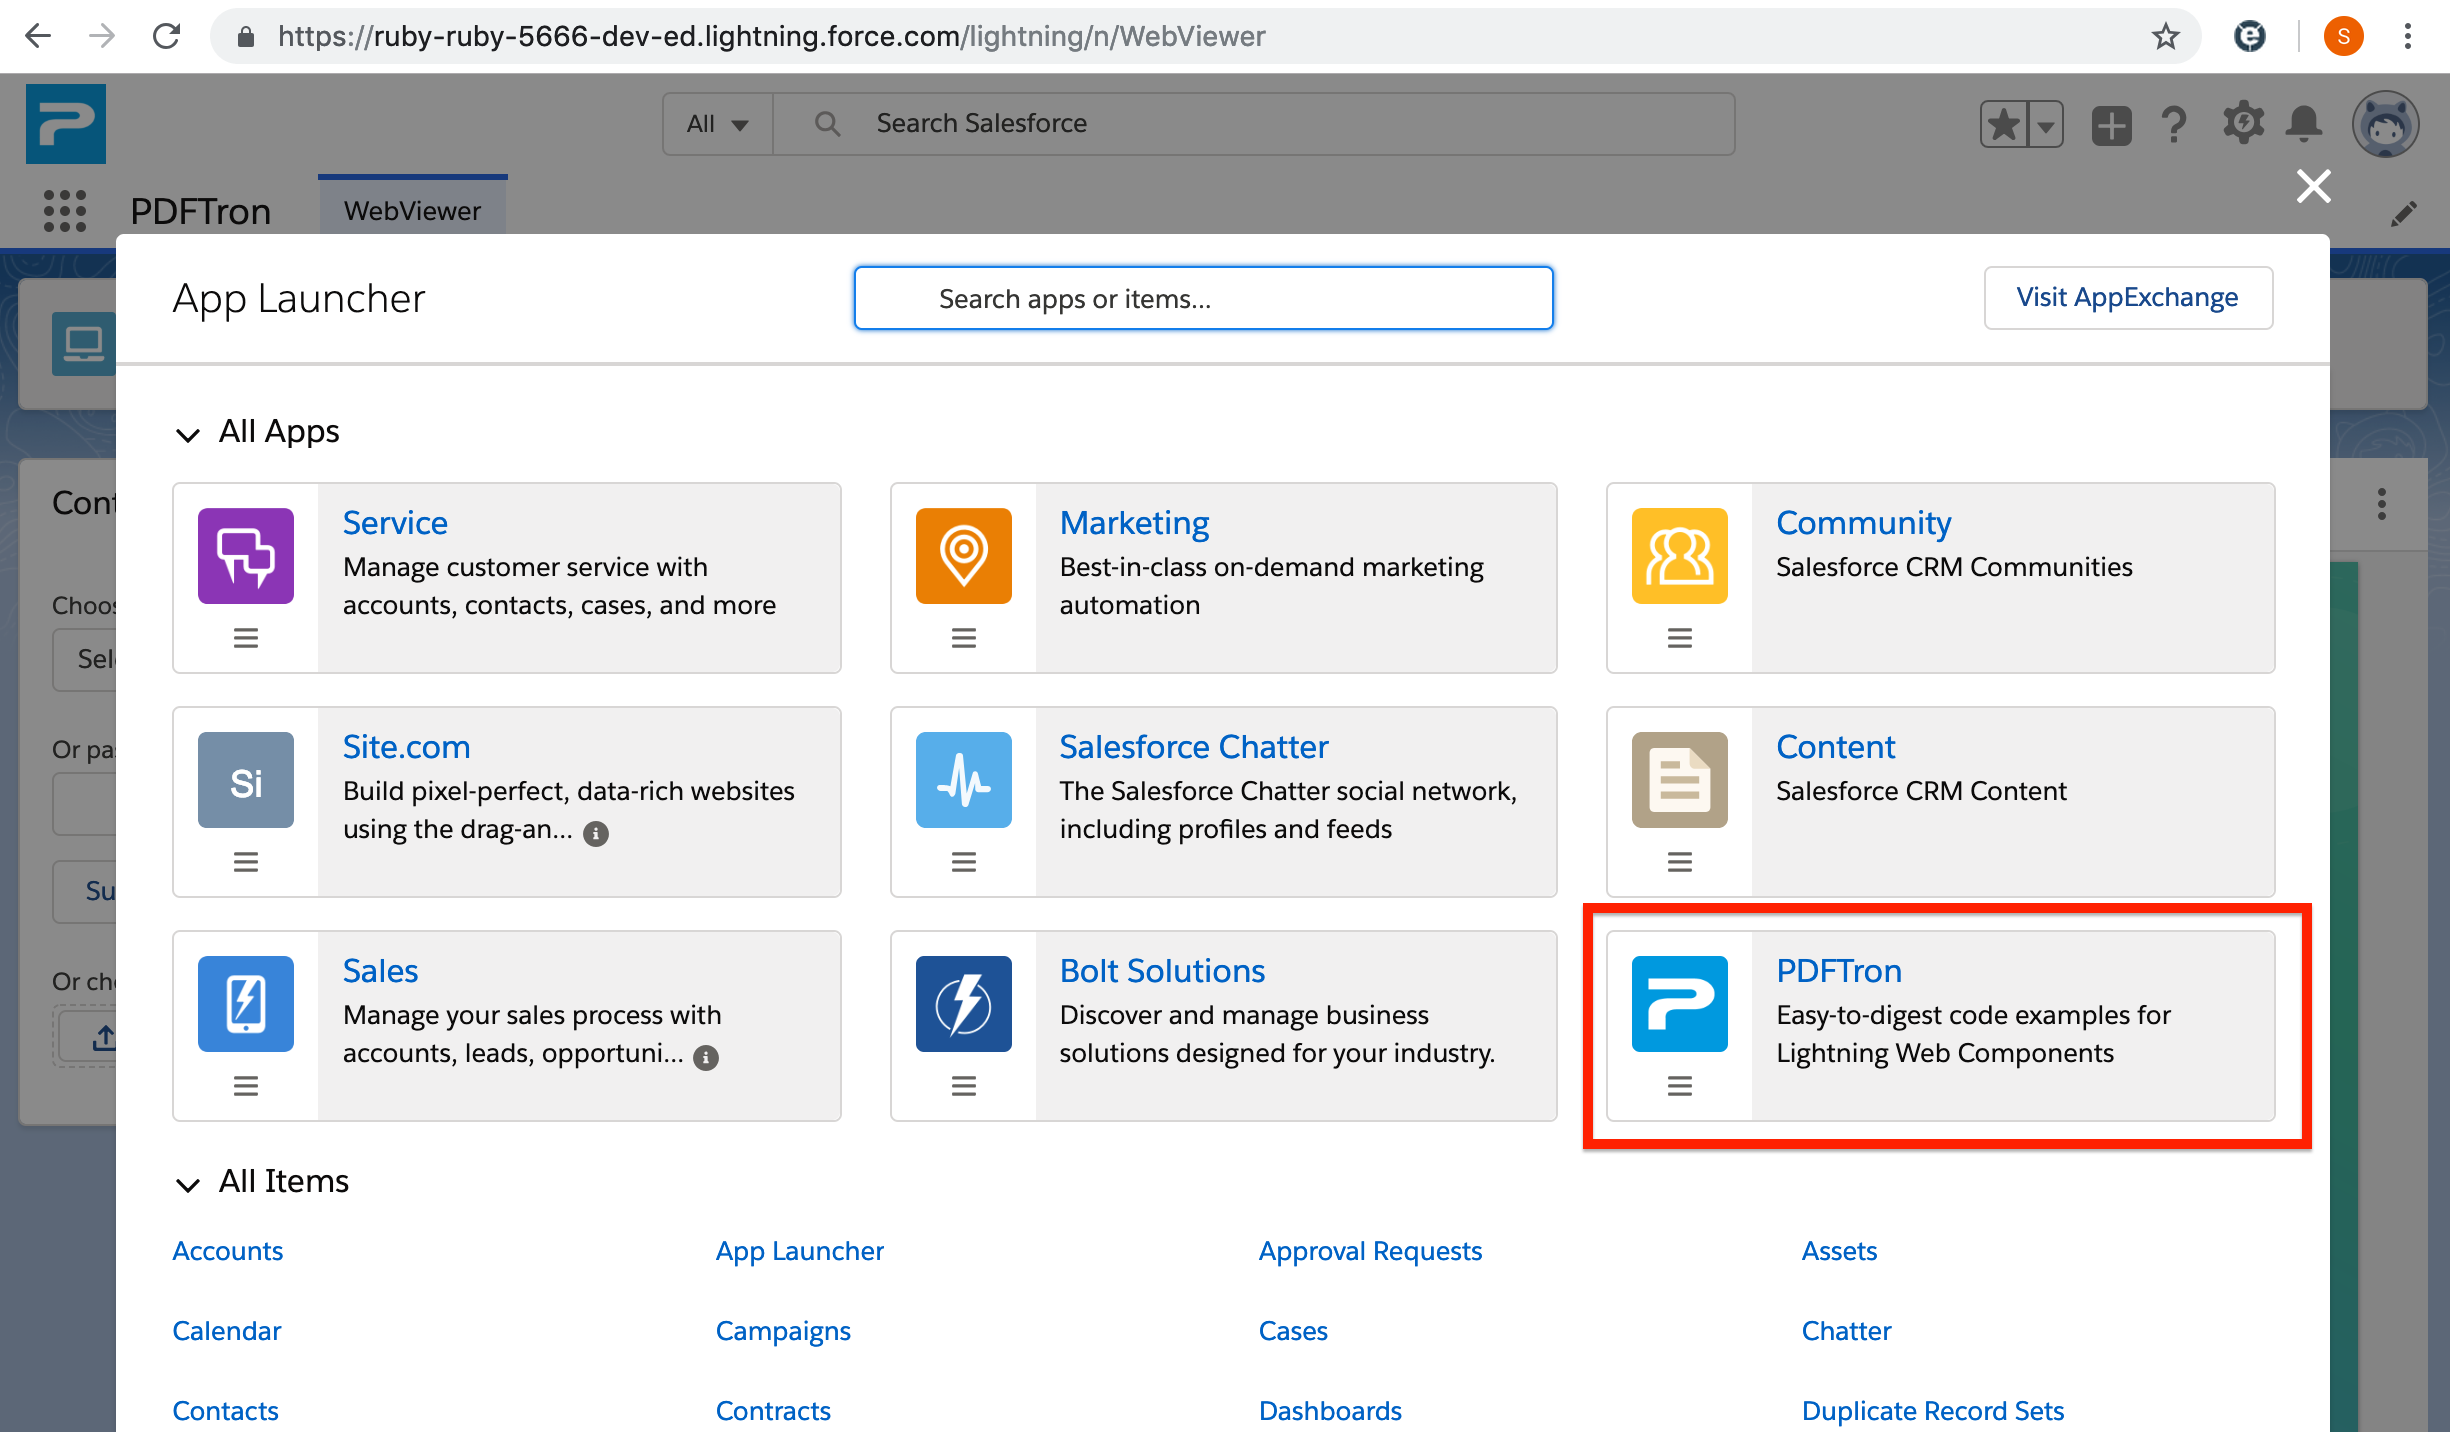 https://ruby-ruby-5666-dev-ed.lightning.force.com/lightning/n/WebViewer
S
All
Search Salesforce
PDFTron
WebViewer
App Launcher
Search apps or items...
Visit AppExchange
All Apps
Cont
Choos
Sele
Or pa
Su
Or cho
Service
Manage customer service with
accounts, contacts, cases, and more
Marketing
Best-in-class on-demand marketing
automation
Community
Salesforce CRM Communities
Si
Site.com
Build pixel-perfect, data-rich websites
using the drag-an...
Salesforce Chatter
The Salesforce Chatter social network,
including profiles and feeds
Content
Salesforce CRM Content
Sales
Manage your sales process with
accounts, leads, opportuni...
Bolt Solutions
Discover and manage business
solutions designed for your industry.
PDFTron
Easy-to-digest code examples for
Lightning Web Components
All Items
Accounts
App Launcher
Approval Requests
Assets
Calendar
Campaigns
Cases
Chatter
Contacts
Contracts
Dashboards
Duplicate Record Sets